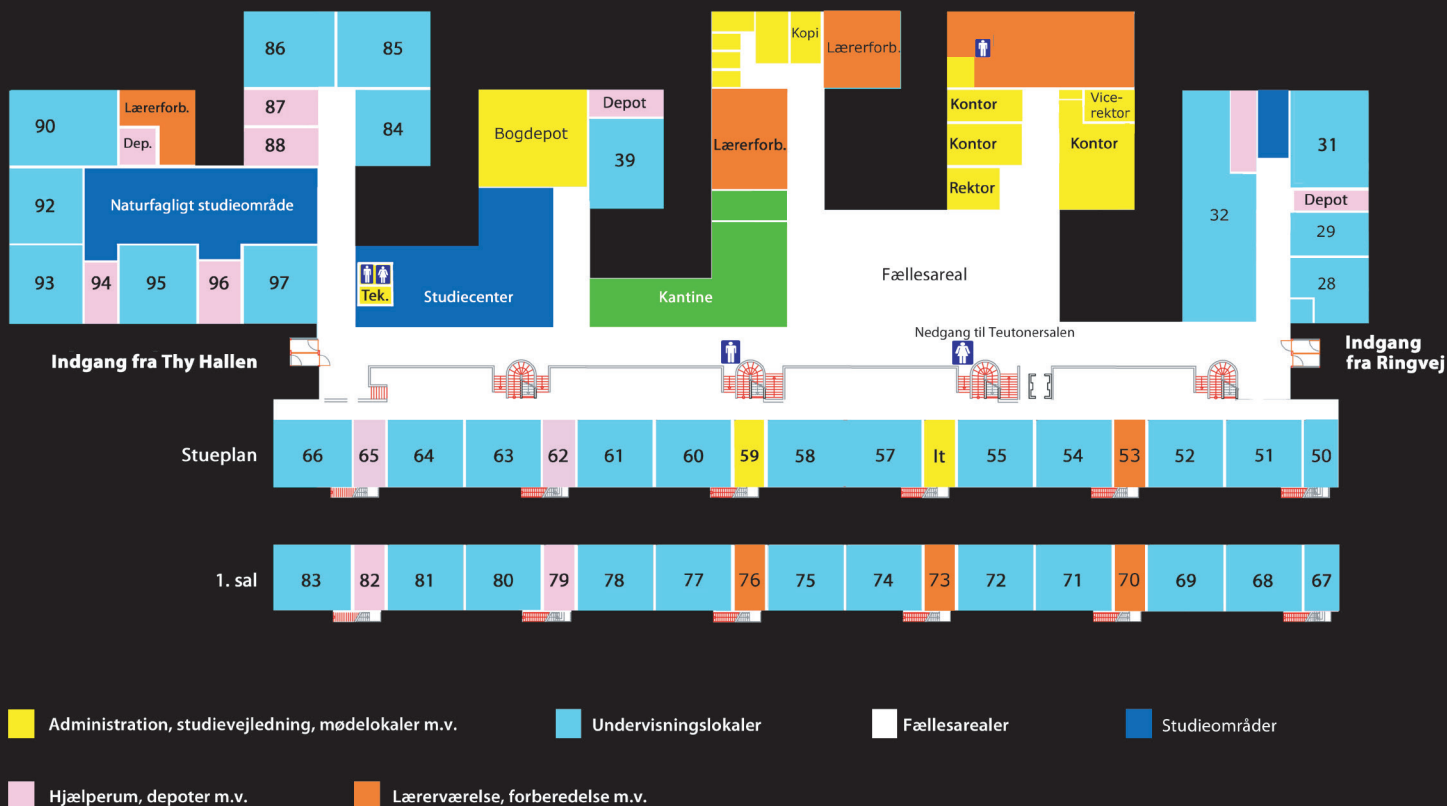 86
85
Kopi
Lærerforb.
90
Lærerforb.
87
84
Bogdepot
Depot
Kontor
Vice-
rektor
31
Dep.
88
39
Lærerforb.
Kontor
Kontor
92
Naturfagligt studieområde
Rektor
Depot
32
29
93
94
95
96
97
Tek.
Studiecenter
Kantine
Fællesareal
28
Nedgang til Teutonersalen
Indgang fra Thy Hallen
Indgang
fra Ringvej
Stueplan
66
65
64
63
62
61
60
59
58
57
It
55
54
53
52
51
50
1. sal
83
82
81
80
79
78
77
76
75
74
73
72
71
70
69
68
67
Administration, studievejledning, mødelokaler m.v.
Undervisningslokaler
Fællesarealer
Studieområder
Hjælperum, depoter m.v.
Lærerværelse, forberedelse m.v.